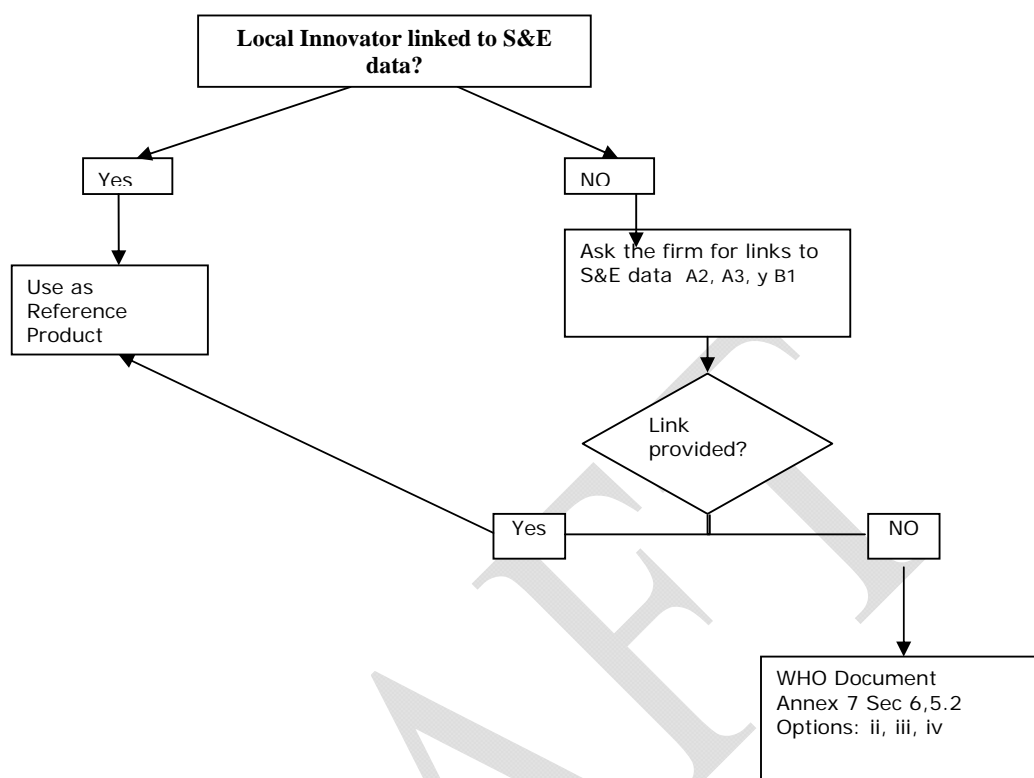 Local Innovator linked to S&E
data?
Yes
NO
Ask the firm for links to
S&E data A2, A3, y B1
Use as
Reference
Product
Link
provided?
Yes
NO
WHO Document
Annex 7 Sec 6,5.2
Options: ii, iii, iv
AFT